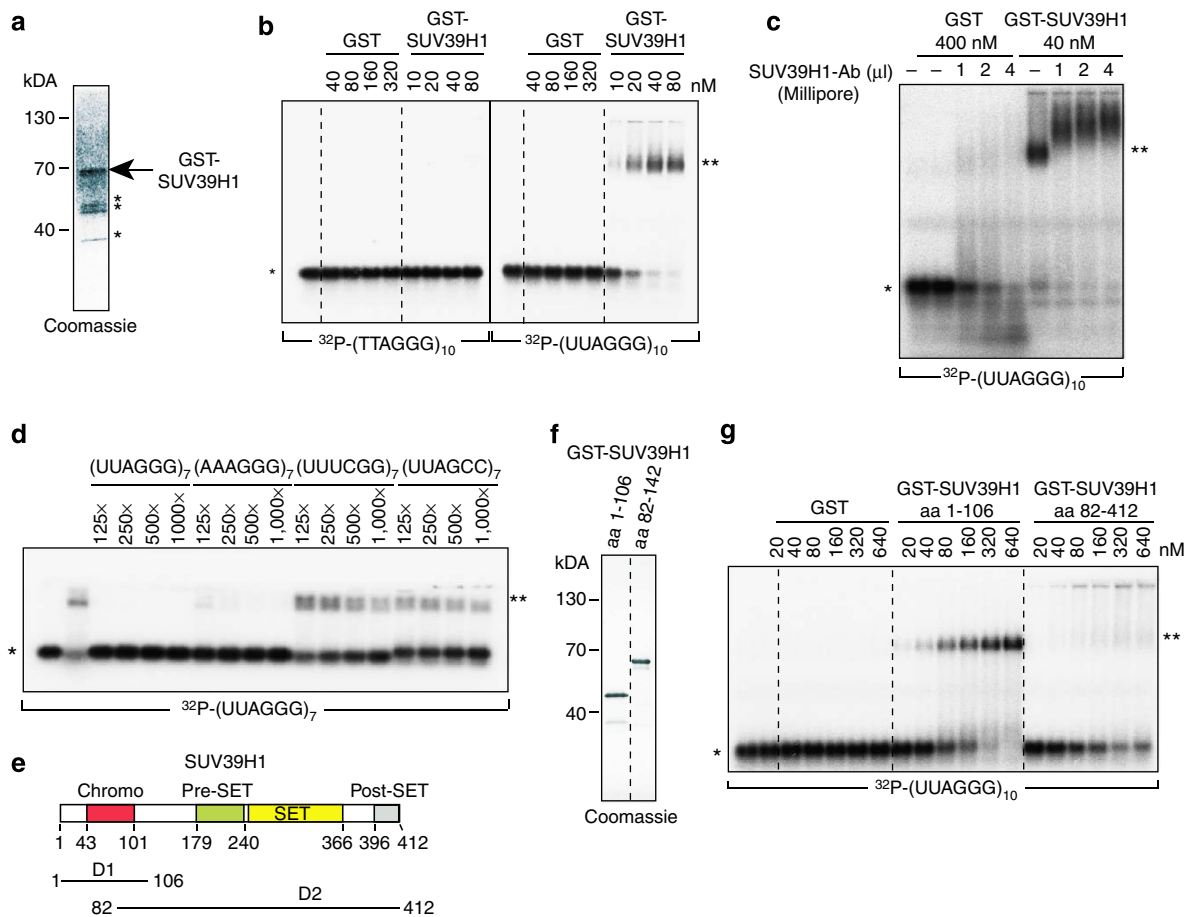 a
kDA
130
70
40
GST-
SUV39H1
*
*
*
Coomassie
b
GST
GST-
SUV39H1
GST
GST-
SUV39H1
40 80 160 320 10 20 40 80 40 80 160 320 10 20 40 80 nM
**
*
32P-(TTAGGG)10
32P-(UUAGGG)10
c
GST GST-SUV39H1
400 nM 40 nM
SUV39H1-Ab (µl) – – 1 2 4 – 1 2 4
(Millipore)
**
*
32P-(UUAGGG)10
d
(UUAGGG)7 (AAAGGG)7 (UUUCGG)7 (UUAGCC)7
125× 250× 500× 1000× 125× 250× 500× 1,000× 125× 250× 500× 1,000× 125× 250× 500× 1,000×
**
*
32P-(UUAGGG)7
e
SUV39H1
Chromo Pre-SET Post-SET
SET
1 43 101 179 240 366 396 412
D1
1 106
D2
82 412
f
GST-SUV39H1
aa 1-106
aa 82-142
kDA
130
70
40
Coomassie
g
GST
GST-SUV39H1
aa 1-106
GST-SUV39H1
aa 82-412
20 40 80 160 320 640 20 40 80 160 320 640 20 40 80 160 320 640 nM
**
*
32P-(UUAGGG)10